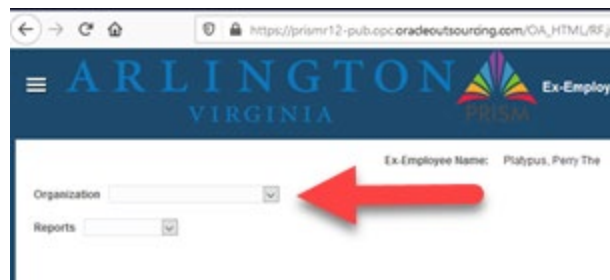 https://prismr12-pub.opc.oracleoutsourcing.com/OA_HTML/RF.j
ARLINGTON
VIRGINIA
PRISM
Ex-Employ
Ex-Employee Name: Platypus, Perry The
Organization
Reports